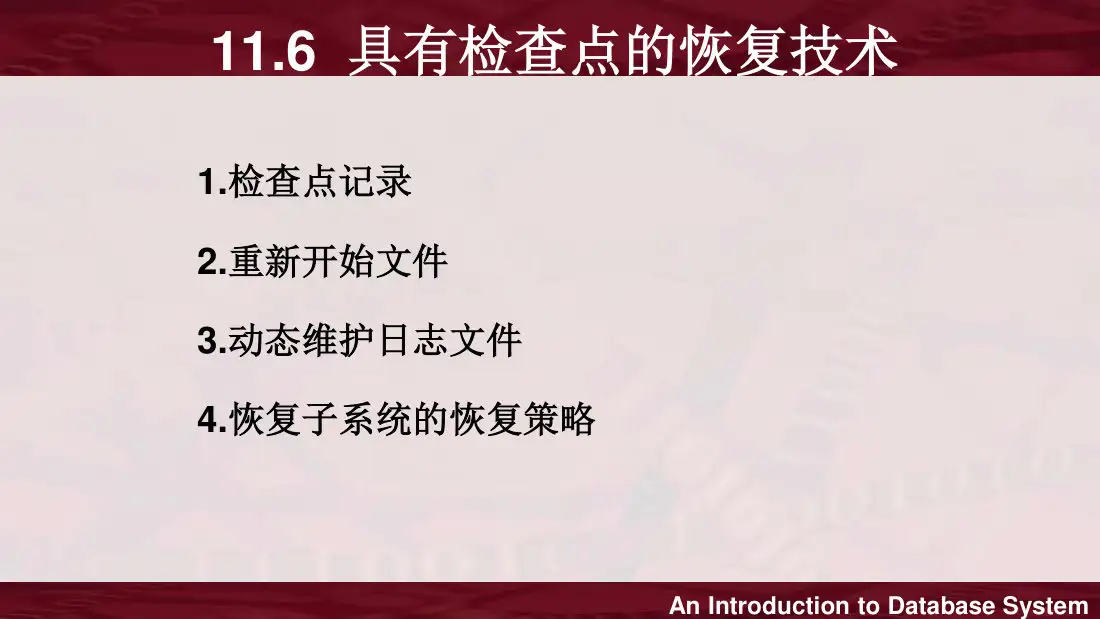 11.6 具有检查点的恢复技术
1.检查点记录
2.重新开始文件
3.动态维护日志文件
4.恢复子系统的恢复策略
An Introduction to Database System